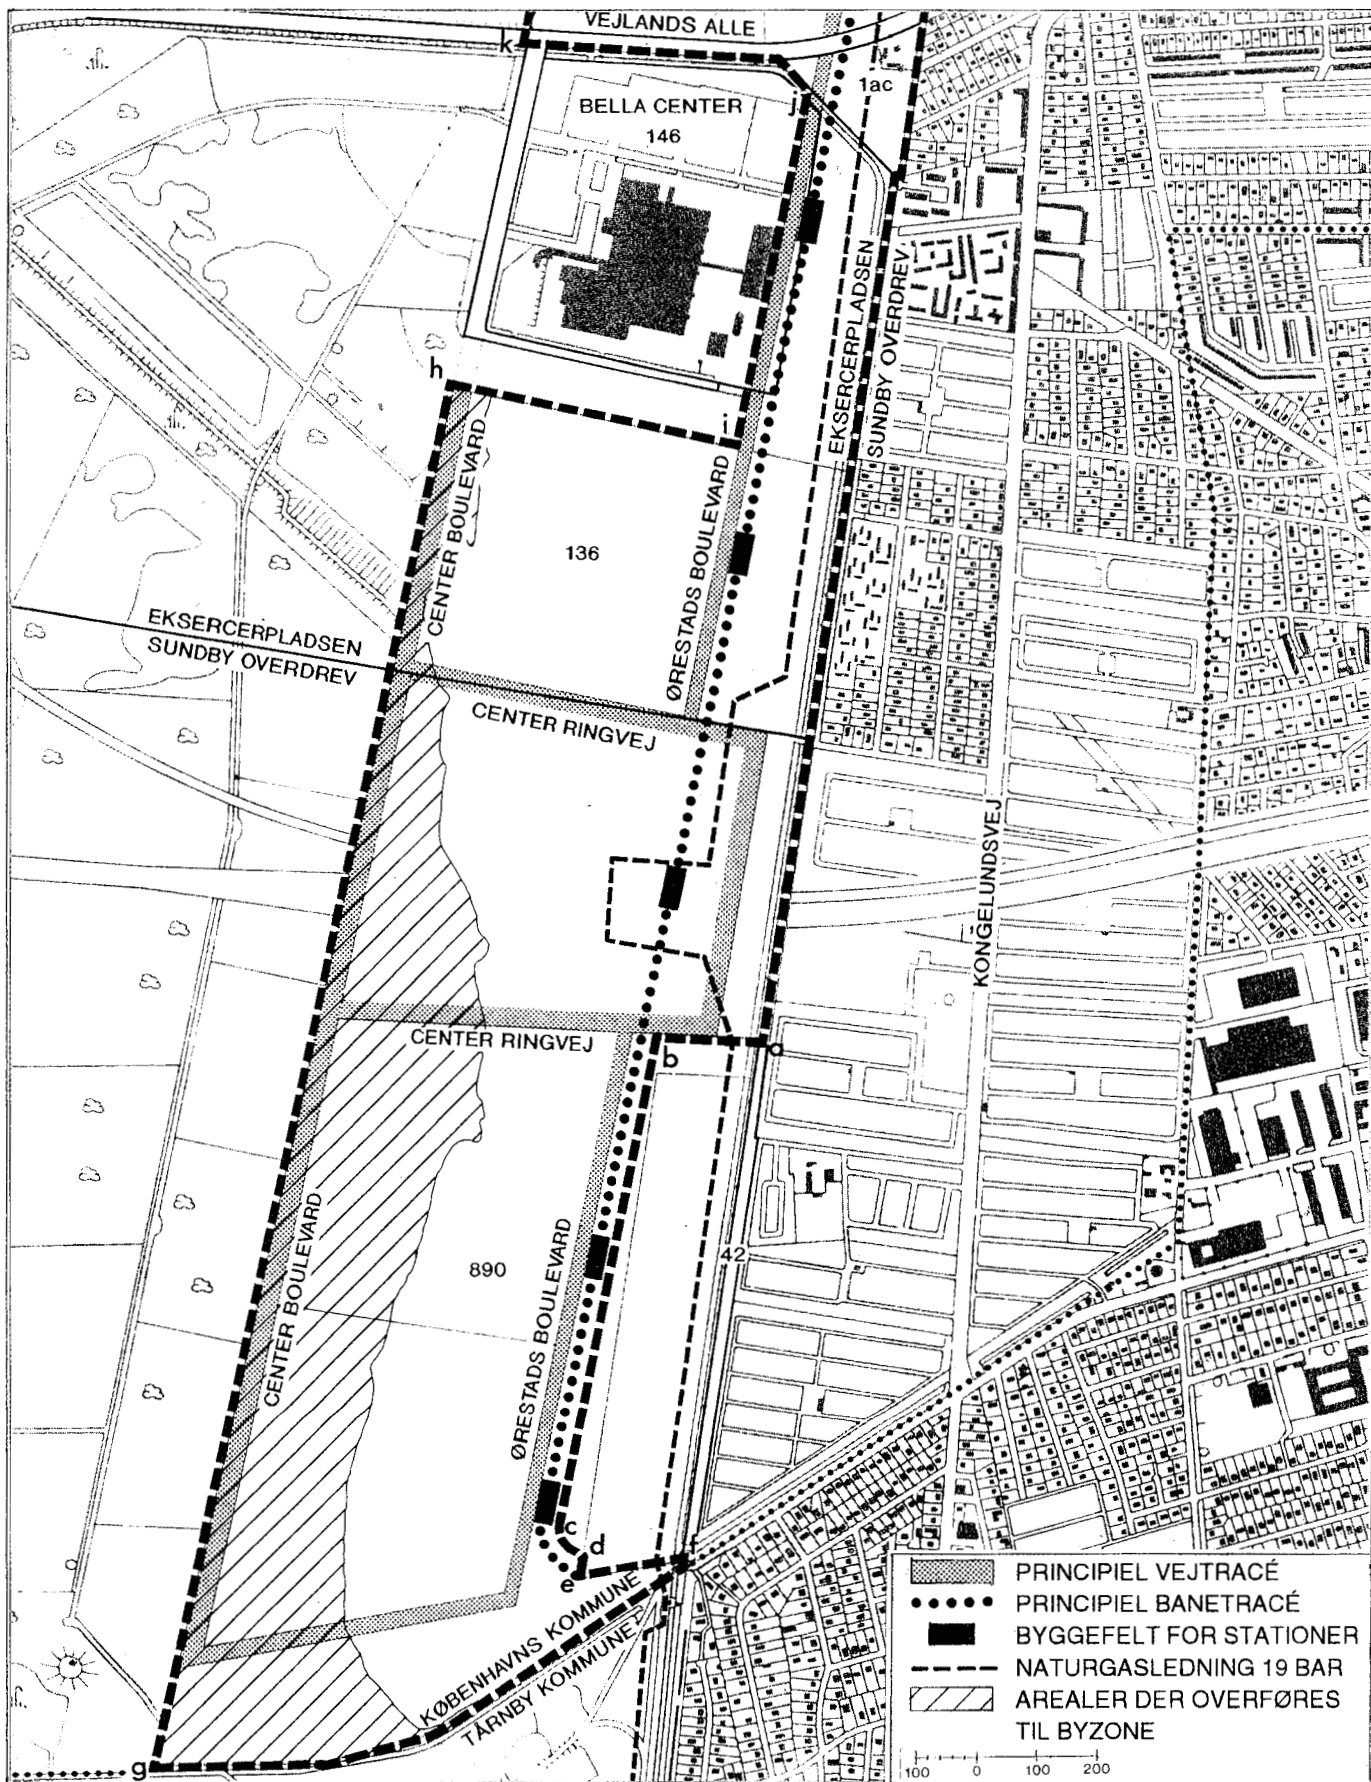 VEJLANDS ALLE
k
BELLA CENTER
146
j
1ac
EKSERCERPLADSEN
SUNDBY OVERDREV
h
i
CENTER BOULEVARD
136
ØRESTADS BOULEVARD
EKSERCERPLADSEN
SUNDBY OVERDREV
CENTER RINGVEJ
KONGELUNDSVEJ
CENTER RINGVEJ
b
a
CENTER BOULEVARD
890
ØRESTADS BOULEVARD
42
c
d
e
f
KØBENHAVNS KOMMUNE
TÅRNBY KOMMUNE
g
PRINCIPIEL VEJTRACÉ
PRINCIPIEL BANETRACÉ
BYGGEFELT FOR STATIONER
NATURGASLEDNING 19 BAR
AREALER DER OVERFØRES
TIL BYZONE
100 0 100 200